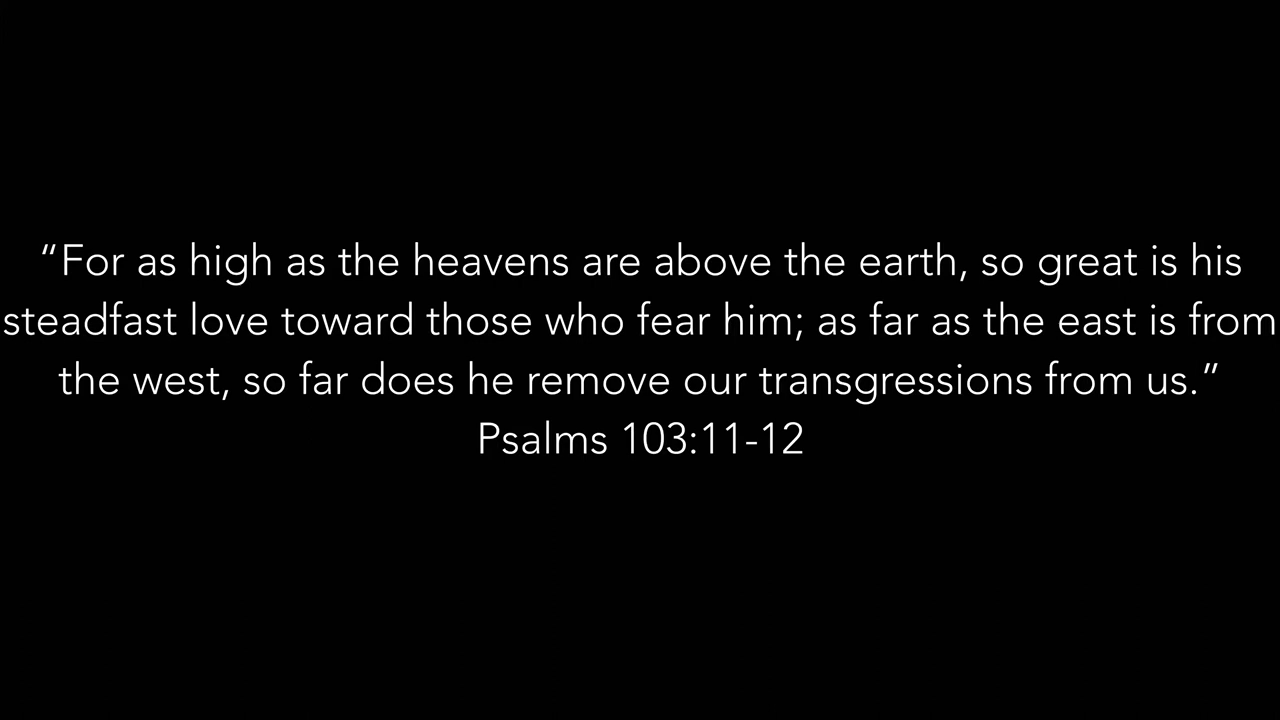 “For as high as the heavens are above the earth, so great is his
steadfast love toward those who fear him; as far as the east is from
the west, so far does he remove our transgressions from us.”
Psalms 103:11-12